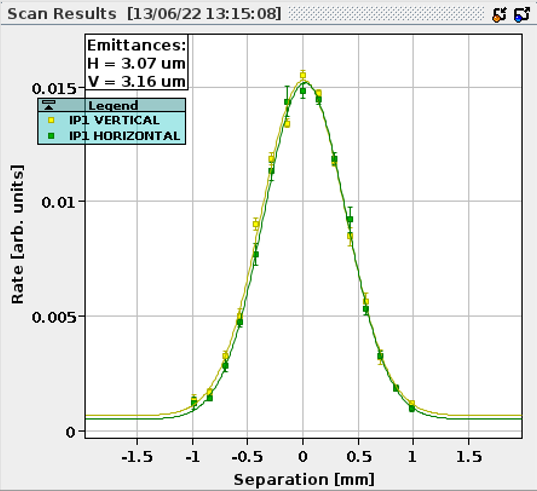 Scan Results [13/06/22 13:15:08]
Emittances:
H = 3.07 um
V = 3.16 um
Legend
IP1 VERTICAL
IP1 HORIZONTAL
Rate [arb. units]
0.015
0.01
0.005
0
-1.5 -1 -0.5 0 0.5 1 1.5
Separation [mm]